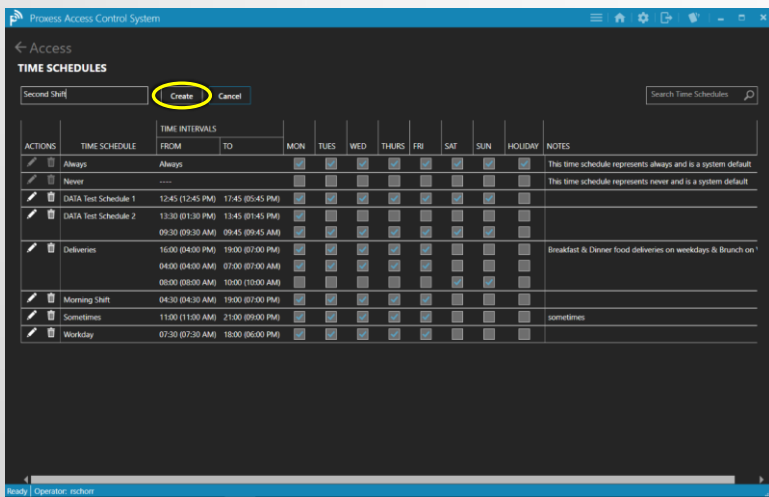 Proxess Access Control System
Access
TIME SCHEDULES
Second Shift
Create Cancel Search Time Schedules
TIME INTERVALS
ACTIONS TIME SCHEDULE FROM TO MON TUES WED THURS FRI SAT SUN HOLIDAY NOTES
Always Always This time schedule represents always and is a system default
Never ---- This time schedule represents never and is a system default
DATA Test Schedule 1 12:45 (12:45 PM) 17:45 (05:45 PM)
DATA Test Schedule 2 13:30 (01:30 PM) 13:45 (01:45 PM)
09:30 (09:30 AM) 09:45 (09:45 AM)
Deliveries 16:00 (04:00 PM) 19:00 (07:00 PM) Breakfast & Dinner food deliveries on weekdays & Brunch on
04:00 (04:00 AM) 07:00 (07:00 AM)
08:00 (08:00 AM) 10:00 (10:00 AM)
Morning Shift 04:30 (04:30 AM) 19:00 (07:00 PM)
Sometimes 11:00 (11:00 AM) 21:00 (09:00 PM) sometimes
Workday 07:30 (07:30 AM) 18:00 (06:00 PM)
Ready Operator: rschorr